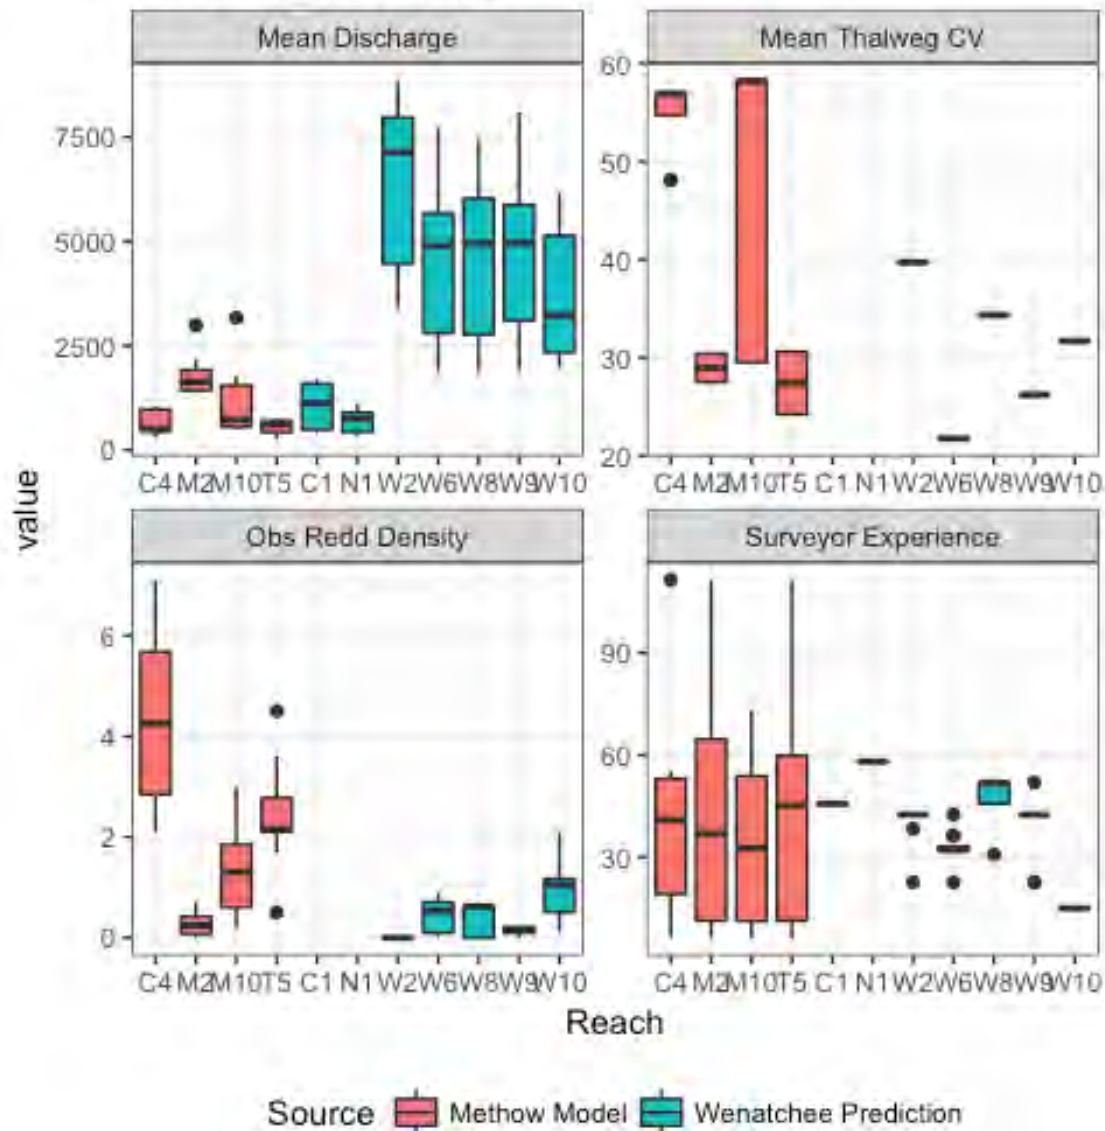 Mean Discharge
Mean Thalweg CV
7500
5000
2500
0
60
50
40
30
20
C4 M2 M10 T5 C1 N1 W2 W6 W8 W9 W10
C4 M2 M10 T5 C1 N1 W2 W6 W8 W9 W10
value
Obs Redd Density
Surveyor Experience
6
4
2
0
90
60
30
C4 M2 M10 T5 C1 N1 W2 W6 W8 W9 W10
C4 M2 M10 T5 C1 N1 W2 W6 W8 W9 W10
Reach
Source Methow Model Wenatchee Prediction